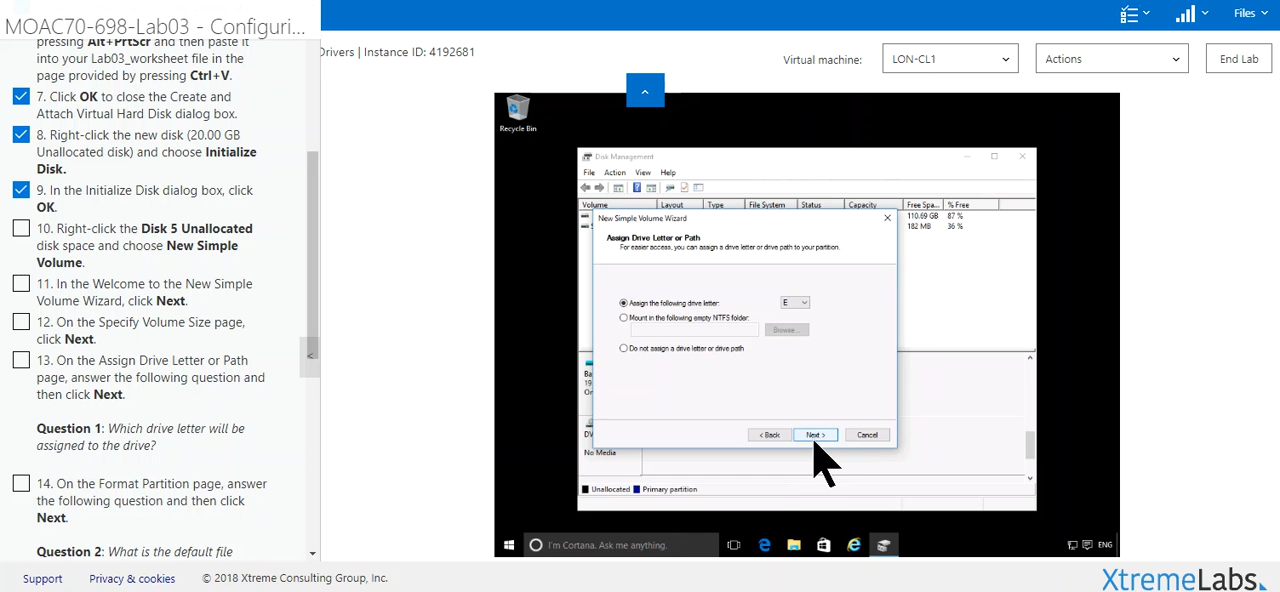 MOAC70-698-Lab03 - Configuri...
pressing Alt+PrtScr and then paste it
into your Lab03_worksheet file in the
page provided by pressing Ctrl+V.
7. Click OK to close the Create and
Attach Virtual Hard Disk dialog box.
8. Right-click the new disk (20.00 GB
Unallocated disk) and choose Initialize
Disk.
9. In the Initialize Disk dialog box, click
OK.
10. Right-click the Disk 5 Unallocated
disk space and choose New Simple
Volume.
11. In the Welcome to the New Simple
Volume Wizard, click Next.
12. On the Specify Volume Size page,
click Next.
13. On the Assign Drive Letter or Path
page, answer the following question and
then click Next.
Question 1: Which drive letter will be
assigned to the drive?
14. On the Format Partition page, answer
the following question and then click
Next.
Question 2: What is the default file
<
Files
Drivers | Instance ID: 4192681
Virtual machine:
LON-CL1
Actions
End Lab
Recycle Bin
Disk Management
File Action View Help
Volume Layout Type File System Status Capacity Free Spa... % Free
110.69 GB 87 %
182 MB 36 %
New Simple Volume Wizard
Assign Drive Letter or Path
For easier access, you can assign a drive letter or drive path to your partition.
Assign the following drive letter: E
Mount in the following empty NTFS folder:
Browse...
Do not assign a drive letter or drive path
< Back Next > Cancel
Ba
19
On
DV
No Media
Unallocated Primary partition
I'm Cortana. Ask me anything.
ENG
Support Privacy & cookies © 2018 Xtreme Consulting Group, Inc.
XtremeLabs